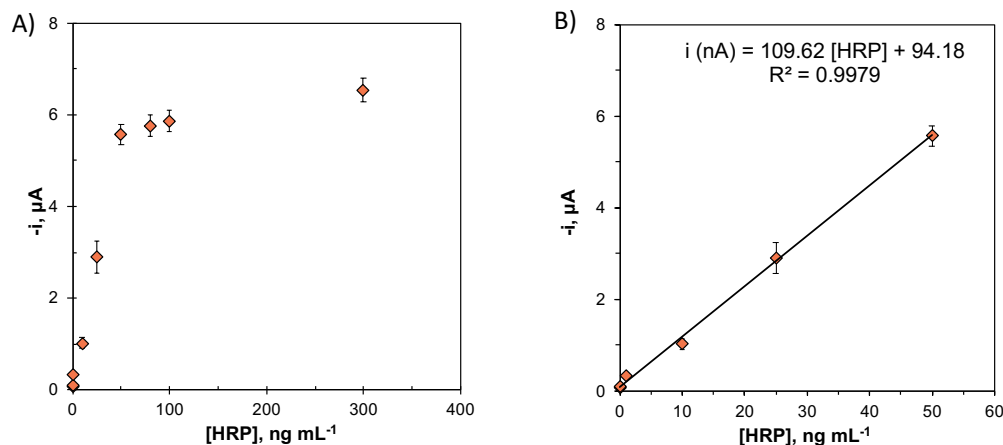 A)
8
6
4
2
0
-i, µA
0 100 200 300 400
[HRP], ng mL⁻¹
B)
i (nA) = 109.62 [HRP] + 94.18
R² = 0.9979
8
6
4
2
0
-i, µA
0 10 20 30 40 50 60
[HRP], ng mL⁻¹